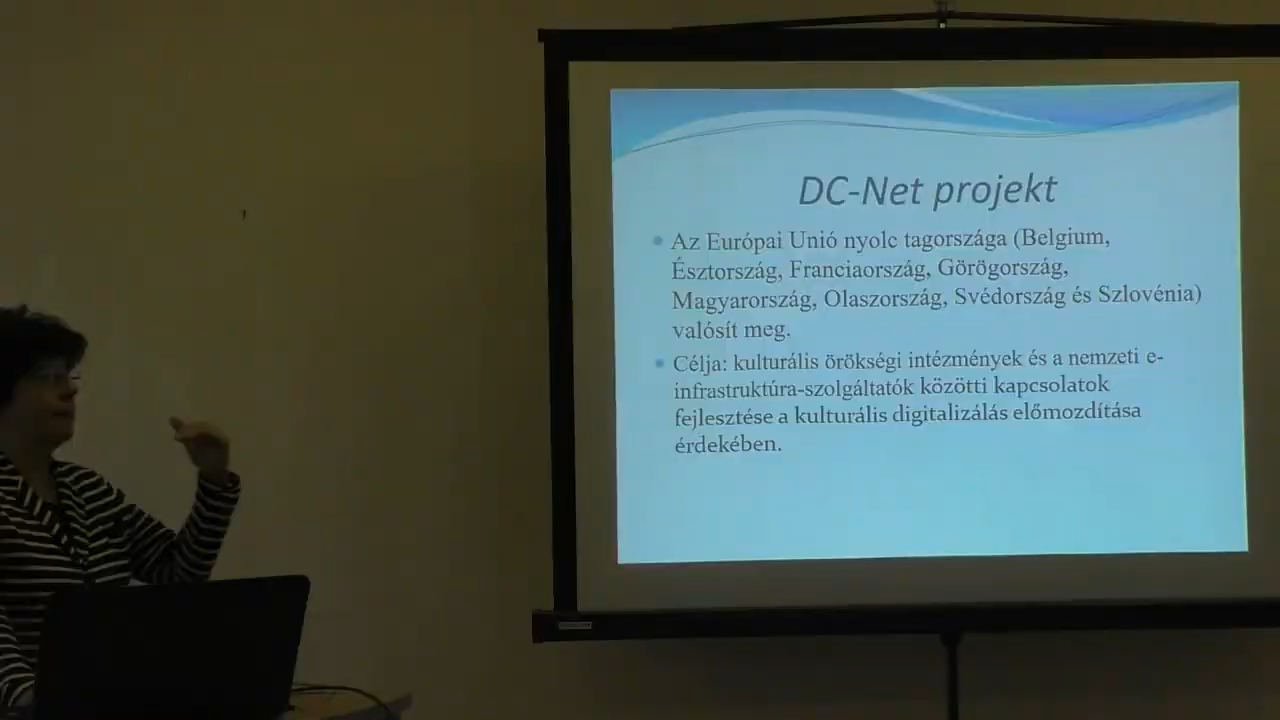 DC-Net projekt
Az Európai Unió nyolc tagországa (Belgium,
Észtország, Franciaország, Görögország,
Magyarország, Olaszország, Svédország és Szlovénia)
valósít meg.
Célja: kulturális örökségi intézmények és a nemzeti e-
infrastruktúra-szolgáltatók közötti kapcsolatok
fejlesztése a kulturális digitalizálás előmozdítása
érdekében.